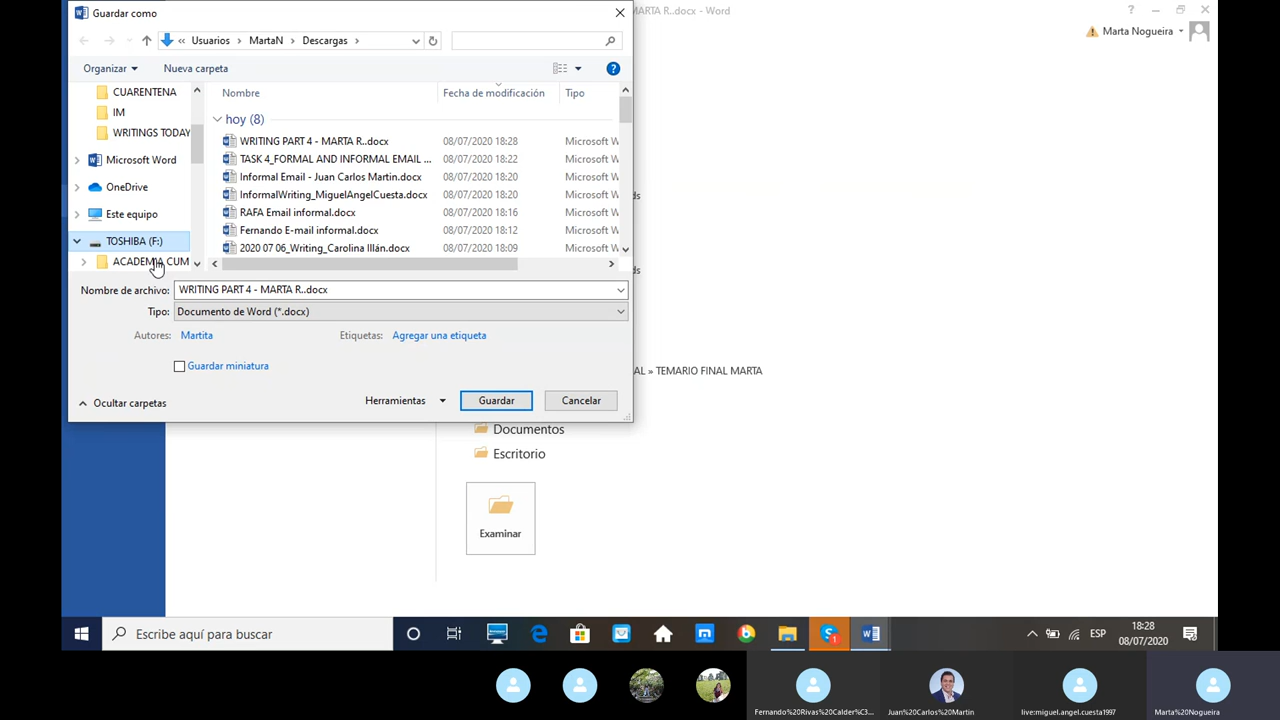 Guardar como
MARTA R..docx - Word
?
Marta Nogueira
« Usuarios > MartaN > Descargas >
Organizar
Nueva carpeta
?
CUARENTENA
IM
WRITINGS TODAY
Microsoft Word
OneDrive
Este equipo
TOSHIBA (F:)
ACADEMIA CUM
Nombre
Fecha de modificación
Tipo
hoy (8)
WRITING PART 4 - MARTA R..docx 08/07/2020 18:28 Microsoft W
TASK 4_FORMAL AND INFORMAL EMAIL ... 08/07/2020 18:22 Microsoft W
Informal Email - Juan Carlos Martin.docx 08/07/2020 18:20 Microsoft W
InformalWriting_MiguelAngelCuesta.docx 08/07/2020 18:20 Microsoft W
RAFA Email informal.docx 08/07/2020 18:16 Microsoft W
Fernando E-mail informal.docx 08/07/2020 18:12 Microsoft W
2020 07 06_Writing_Carolina Illán.docx 08/07/2020 18:09 Microsoft W
ds
ds
Nombre de archivo: WRITING PART 4 - MARTA R..docx
Tipo: Documento de Word (*.docx)
Autores: Martita
Etiquetas: Agregar una etiqueta
Guardar miniatura
AL » TEMARIO FINAL MARTA
Ocultar carpetas
Herramientas
Guardar
Cancelar
Documentos
Escritorio
Examinar
Escribe aquí para buscar
1
ESP
18:28
08/07/2020
Fernando%20Rivas%20Calder%C3...
Juan%20Carlos%20Martin
live:miguel.angel.cuesta1997
Marta%20Nogueira